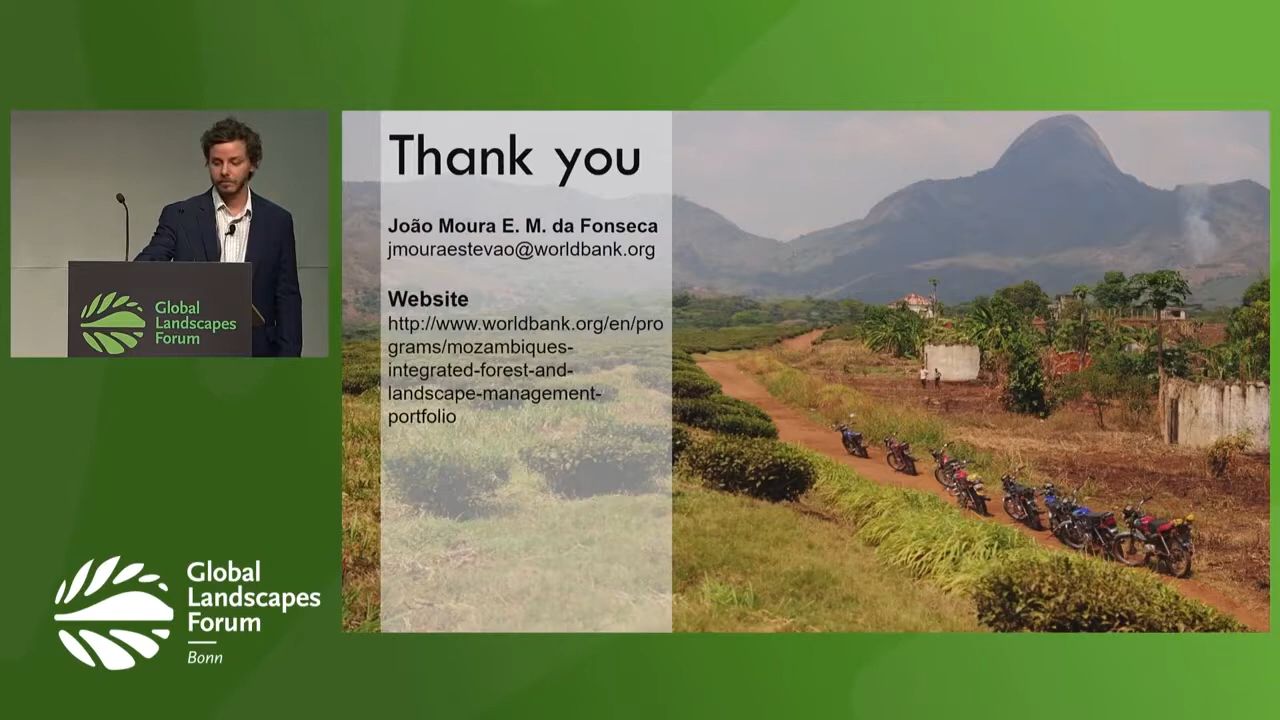 Thank you
João Moura E. M. da Fonseca
jmouraestevao@worldbank.org
Website
http://www.worldbank.org/en/pro
grams/mozambiques-
integrated-forest-and-
landscape-management-
portfolio
Global
Landscapes
Forum
Global
Landscapes
Forum
Bonn